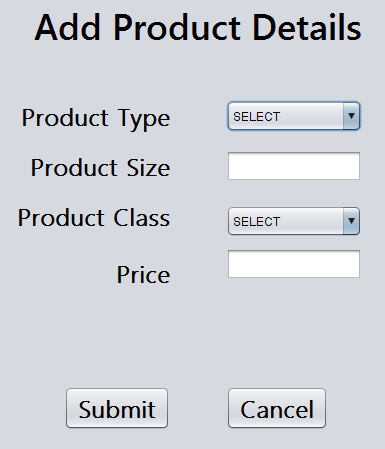 Add Product Details
Product Type SELECT
Product Size
Product Class SELECT
Price
Submit Cancel